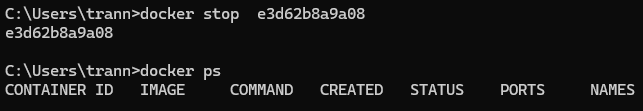 C:\Users\trann>docker stop  e3d62b8a9a08
e3d62b8a9a08
C:\Users\trann>docker ps
CONTAINER ID   IMAGE     COMMAND   CREATED   STATUS    PORTS     NAMES